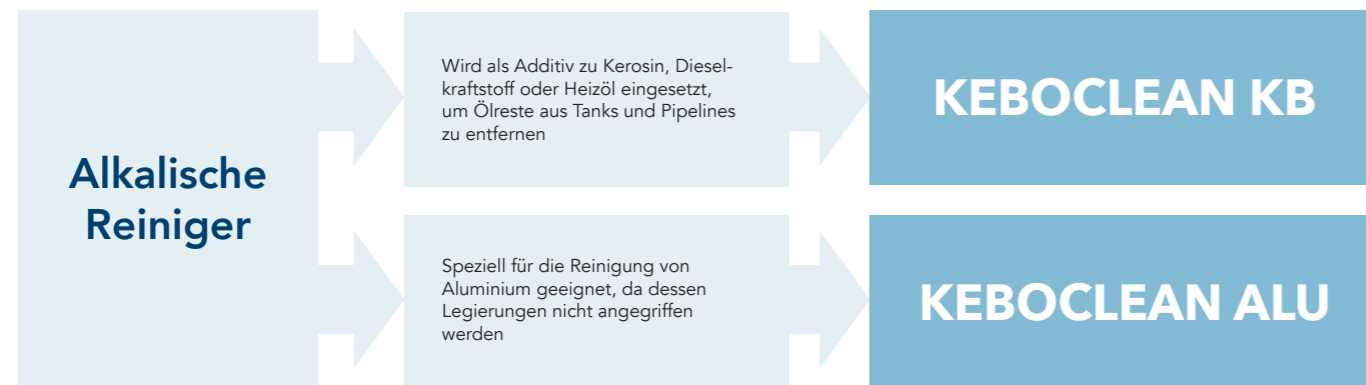 Alkalische
Reiniger
Wird als Additiv zu Kerosin, Diesel-
kraftstoff oder Heizöl eingesetzt,
um Ölreste aus Tanks und Pipelines
zu entfernen
KEBOCLEAN KB
Speziell für die Reinigung von
Aluminium geeignet, da dessen
Legierungen nicht angegriffen
werden
KEBOCLEAN ALU